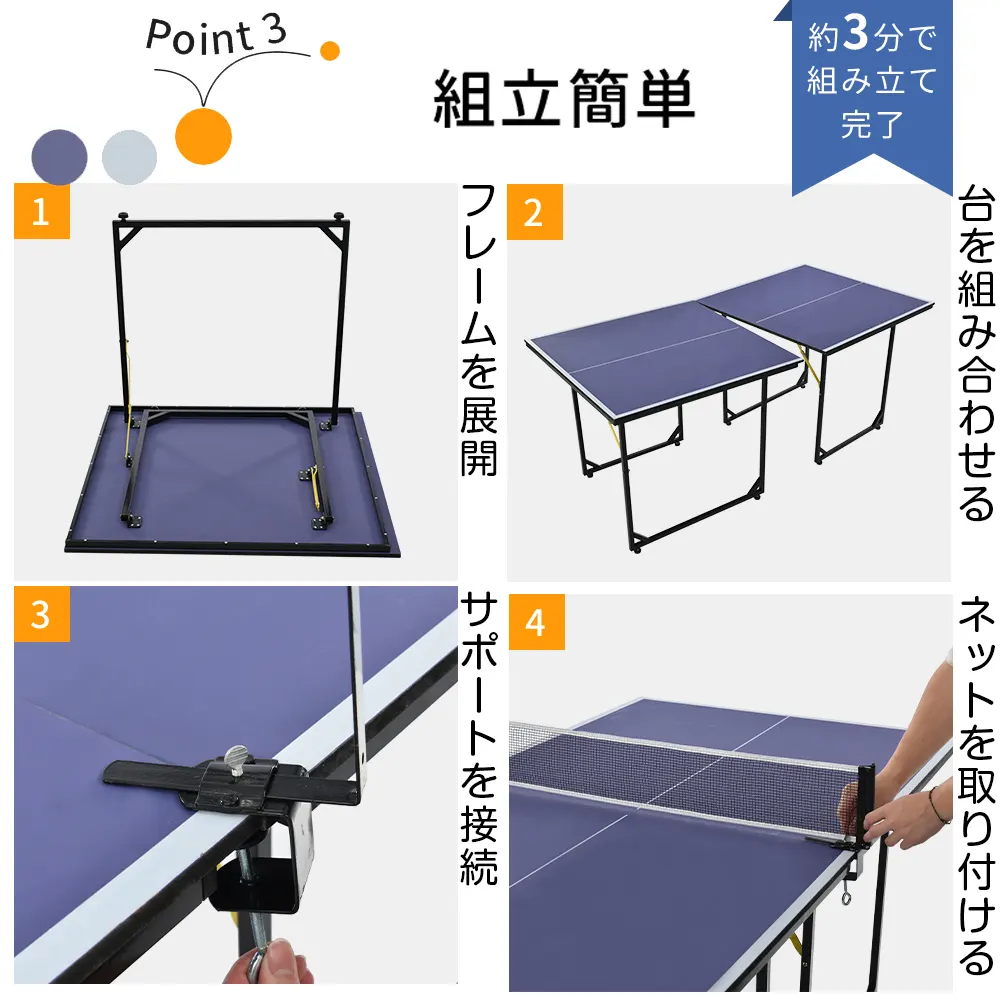 Point 3
組立簡単
約3分で
組み立て
完了
1
フレームを展開
2
台を組み合わせる
3
サポートを接続
4
ネットを取り付ける